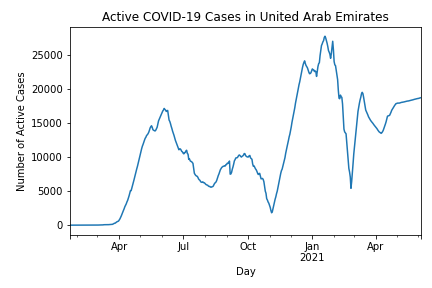 Active COVID-19 Cases in United Arab Emirates
Number of Active Cases
25000
20000
15000
10000
5000
0
Apr Jul Oct Jan Apr
2021
Day